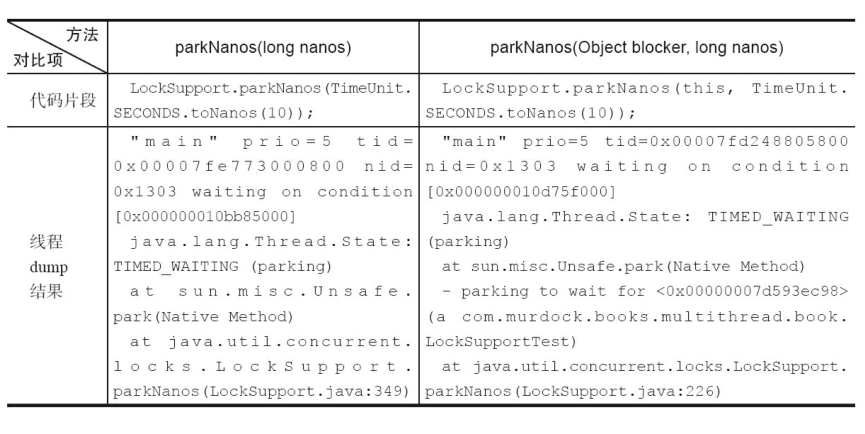 方法
对比项
parkNanos(long nanos)
parkNanos(Object blocker, long nanos)
代码片段
LockSupport.parkNanos(TimeUnit.
SECONDS.toNanos(10));
LockSupport.parkNanos(this, TimeUnit.
SECONDS.toNanos(10));
线程
dump
结果
"main" prio=5 tid=
0x00007fe773000800 nid=
0x1303 waiting on condition
[0x000000010bb85000]
java.lang.Thread.State:
TIMED_WAITING (parking)
at sun.misc.Unsafe.
park(Native Method)
at java.util.concurrent.
locks.LockSupport.
parkNanos(LockSupport.java:349)
"main" prio=5 tid=0x00007fd248805800
nid=0x1303 waiting on condition
[0x000000010d75f000]
java.lang.Thread.State: TIMED_WAITING
(parking)
at sun.misc.Unsafe.park(Native Method)
- parking to wait for <0x00000007d593ec98>
(a com.murdock.books.multithread.book.
LockSupportTest)
at java.util.concurrent.locks.LockSupport.
parkNanos(LockSupport.java:226)